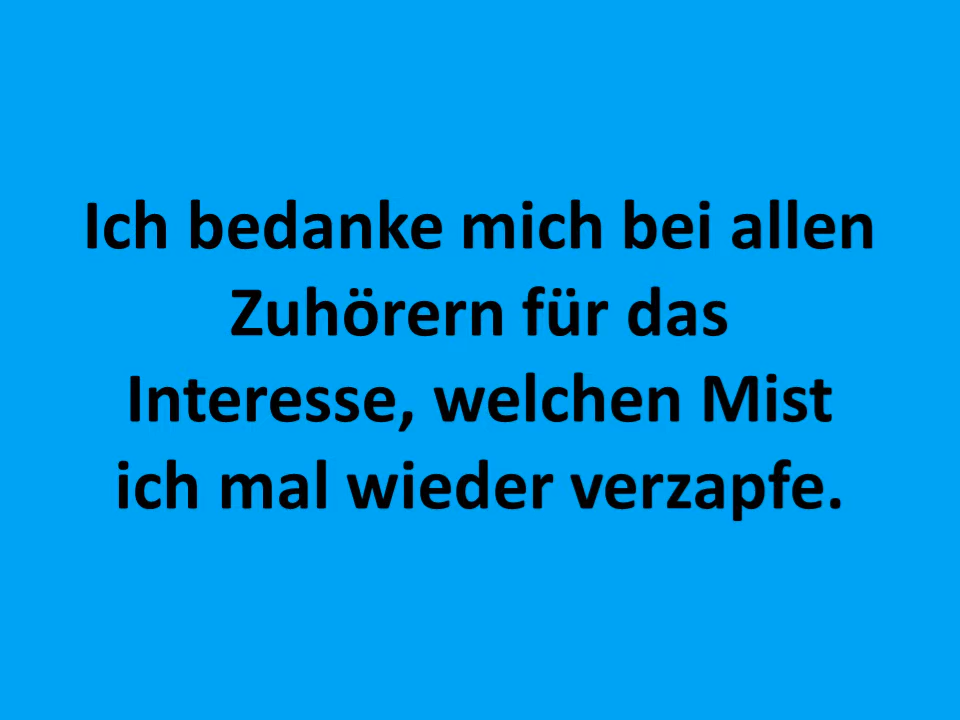 Ich bedanke mich bei allen
Zuhörern für das
Interesse, welchen Mist
ich mal wieder verzapfe.